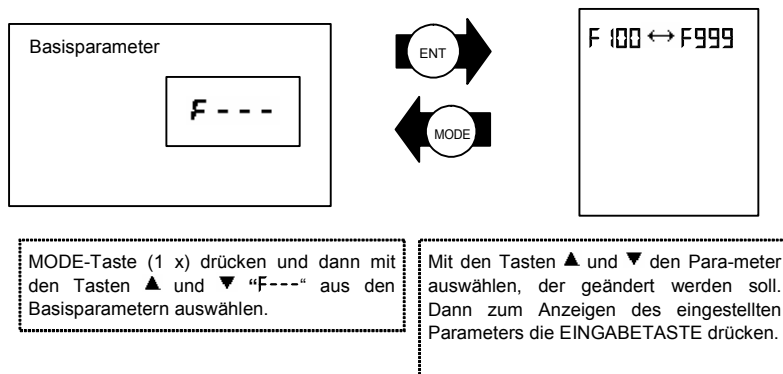 Basisparameter
F - - -
ENT
MODE
F 100 ↔ F999
MODE-Taste (1 x) drücken und dann mit
den Tasten ▲ und ▼ “F---“ aus den
Basisparametern auswählen.
Mit den Tasten ▲ und ▼ den Para-meter
auswählen, der geändert werden soll.
Dann zum Anzeigen des eingestellten
Parameters die EINGABETASTE drücken.